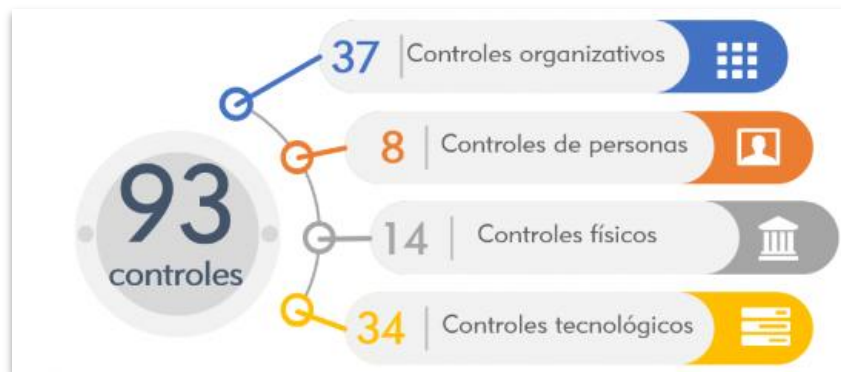 37 Controles organizativos
8 Controles de personas
93
controles
14 Controles físicos
34 Controles tecnológicos